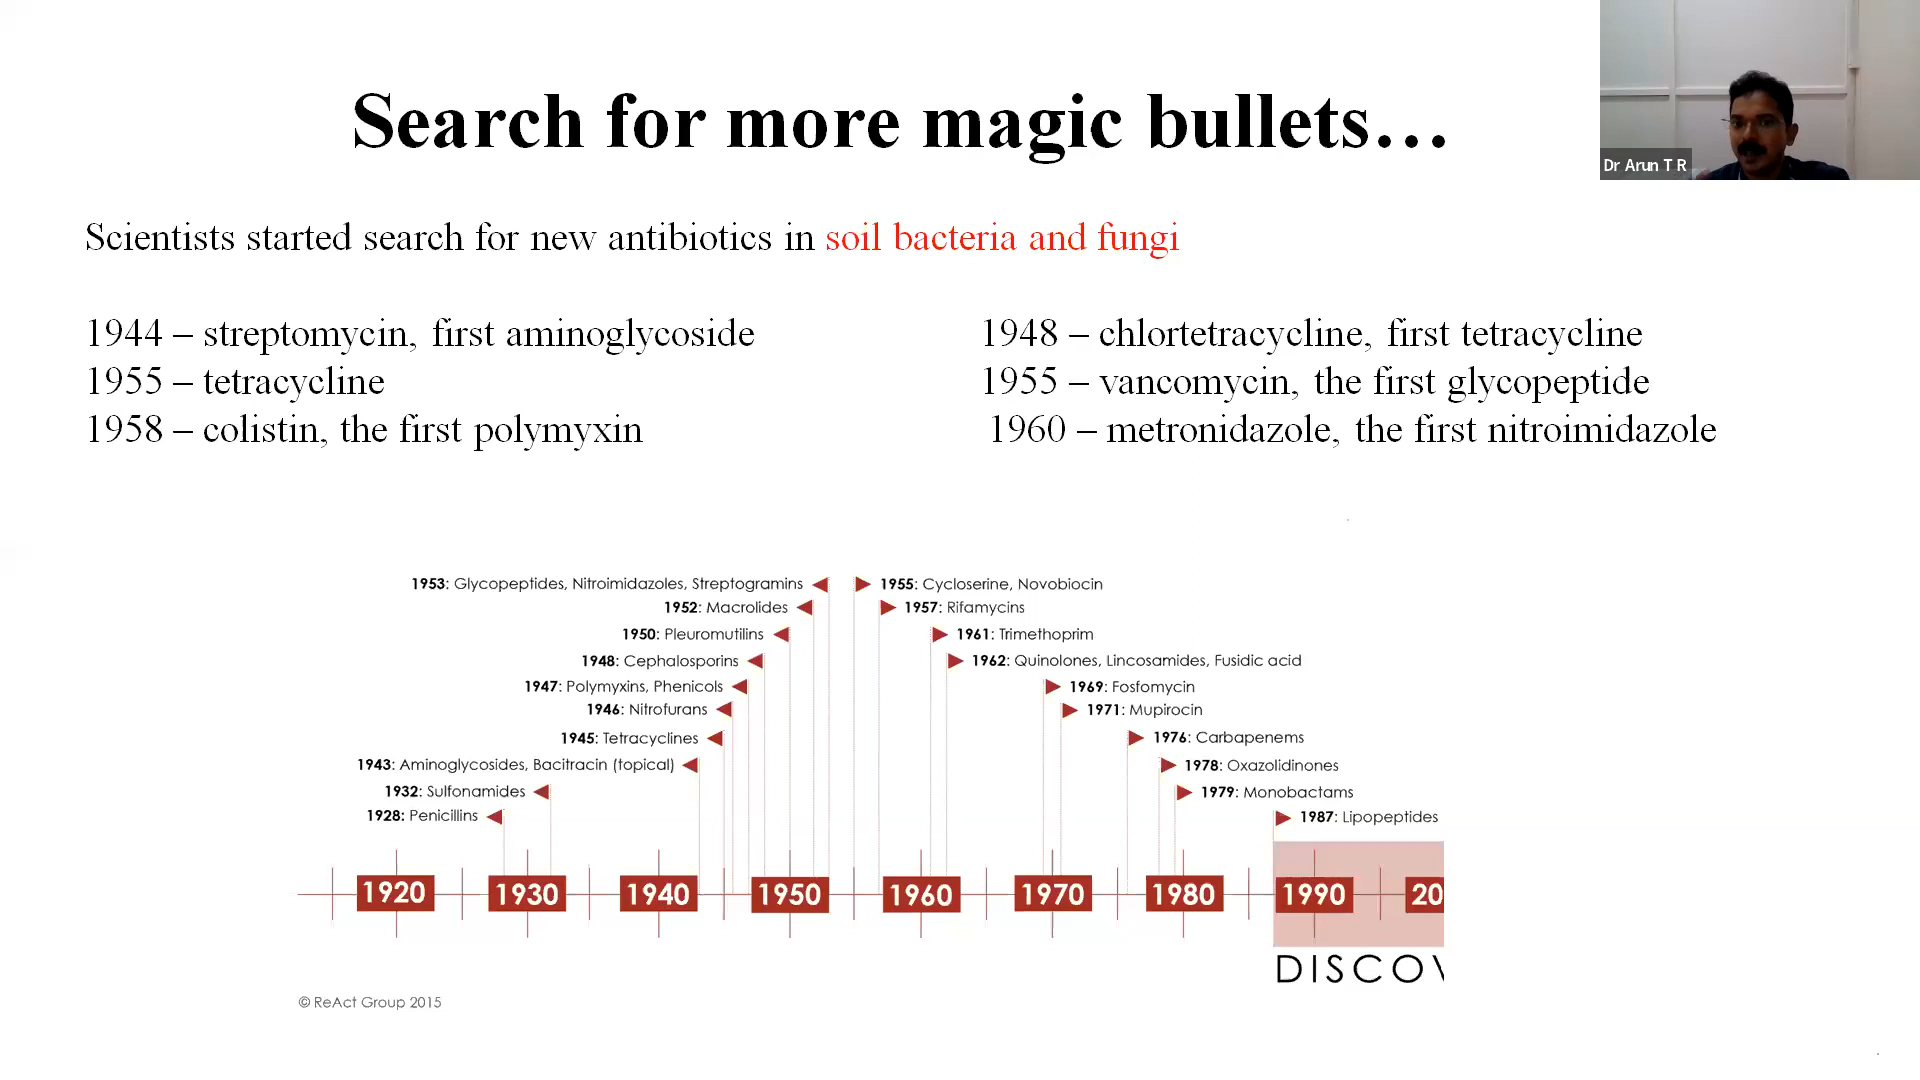 Search for more magic bullets…
Dr Arun T R
Scientists started search for new antibiotics in soil bacteria and fungi
1944 – streptomycin, first aminoglycoside
1948 – chlortetracycline, first tetracycline
1955 – tetracycline
1955 – vancomycin, the first glycopeptide
1958 – colistin, the first polymyxin
1960 – metronidazole, the first nitroimidazole
1953: Glycopeptides, Nitroimidazoles, Streptogramins
1955: Cycloserine, Novobiocin
1952: Macrolides
1957: Rifamycins
1950: Pleuromutilins
1961: Trimethoprim
1948: Cephalosporins
1962: Quinolones, Lincosamides, Fusidic acid
1947: Polymyxins, Phenicols
1969: Fosfomycin
1946: Nitrofurans
1971: Mupirocin
1945: Tetracyclines
1976: Carbapenems
1943: Aminoglycosides, Bacitracin (topical)
1978: Oxazolidinones
1932: Sulfonamides
1979: Monobactams
1928: Penicillins
1987: Lipopeptides
1920 1930 1940 1950 1960 1970 1980 1990 20
DISCOV
© ReAct Group 2015